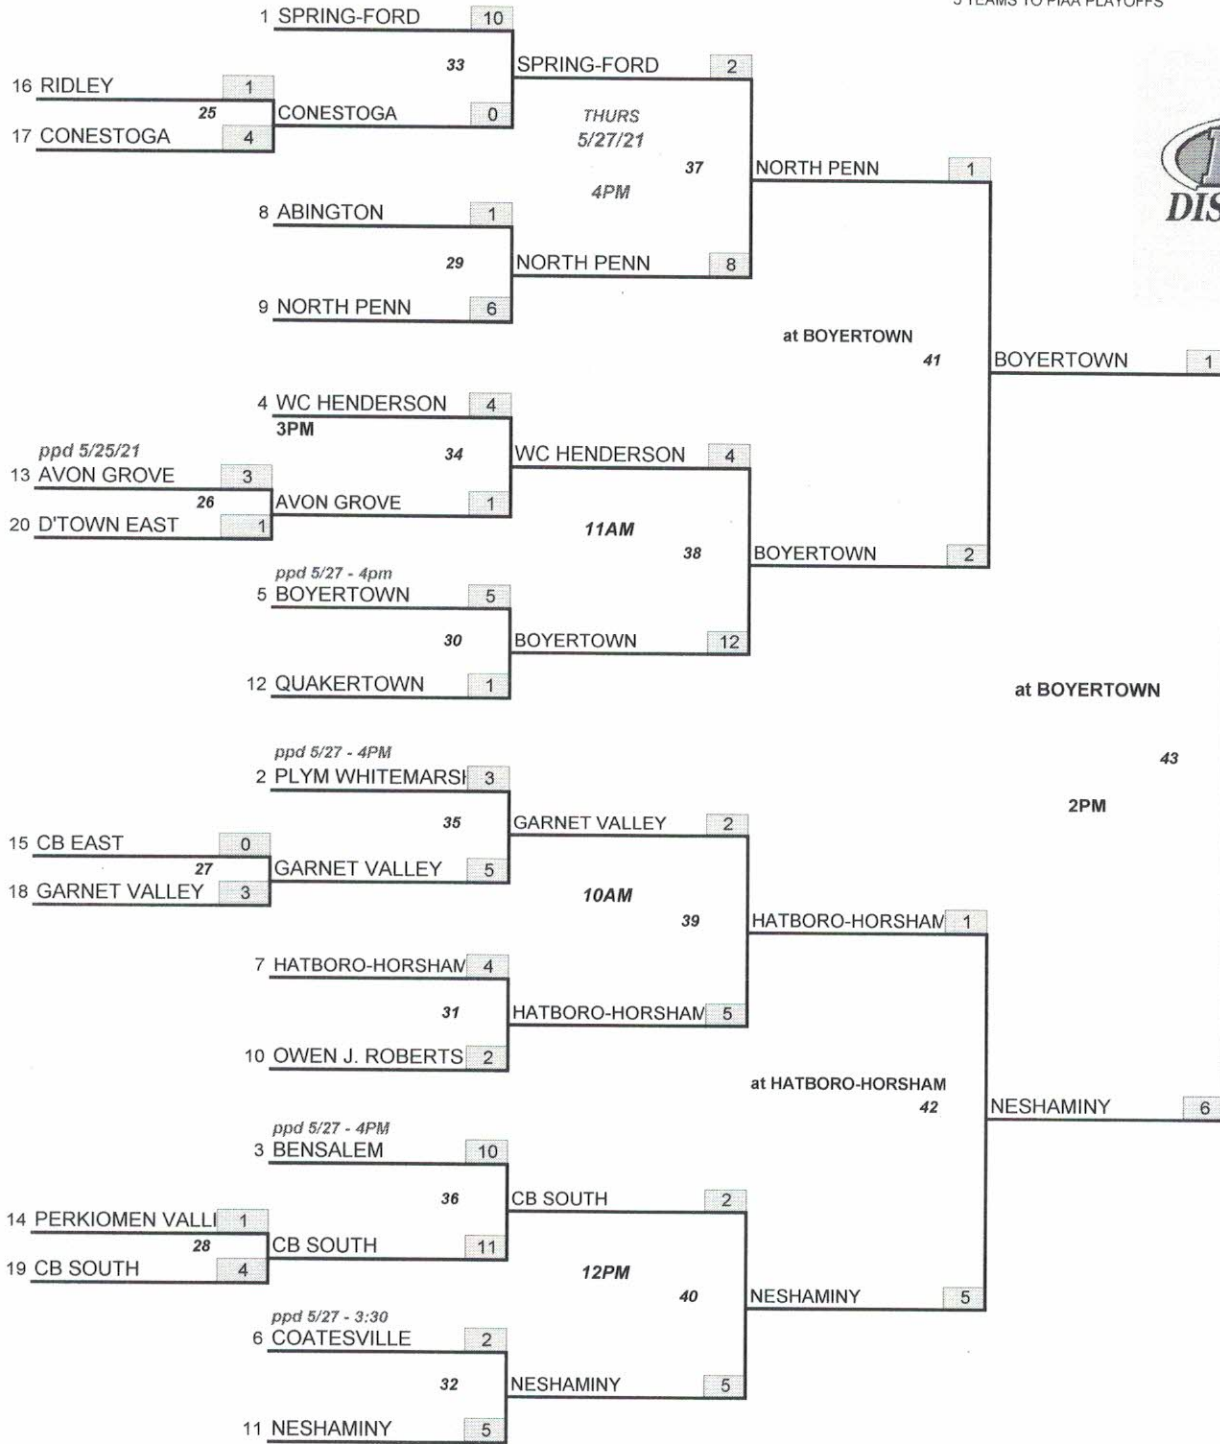 5 TEAMS TO PIAA PLAYOFFS
1 SPRING-FORD 10
33
SPRING-FORD 2
16 RIDLEY 1
25
CONESTOGA 0
17 CONESTOGA 4
THURS
5/27/21
4PM
37
NORTH PENN 1
8 ABINGTON 1
29
NORTH PENN 8
9 NORTH PENN 6
at BOYERTOWN
41
BOYERTOWN 1
4 WC HENDERSON 4
3PM
34
WC HENDERSON 4
ppd 5/25/21
13 AVON GROVE 3
26
AVON GROVE 1
20 D'TOWN EAST 1
11AM
38
BOYERTOWN 2
ppd 5/27 - 4pm
5 BOYERTOWN 5
30
BOYERTOWN 12
12 QUAKERTOWN 1
at BOYERTOWN
43
2PM
ppd 5/27 - 4PM
2 PLYM WHITEMARSH 3
35
GARNET VALLEY 2
15 CB EAST 0
27
GARNET VALLEY 5
18 GARNET VALLEY 3
10AM
39
HATBORO-HORSHAM 1
7 HATBORO-HORSHAM 4
31
HATBORO-HORSHAM 5
10 OWEN J. ROBERTS 2
at HATBORO-HORSHAM
42
NESHAMINY 6
ppd 5/27 - 4PM
3 BENSALEM 10
36
CB SOUTH 2
14 PERKIOMEN VALLI 1
28
CB SOUTH 11
19 CB SOUTH 4
12PM
40
NESHAMINY 5
ppd 5/27 - 3:30
6 COATESVILLE 2
32
NESHAMINY 5
11 NESHAMINY 5
DIS